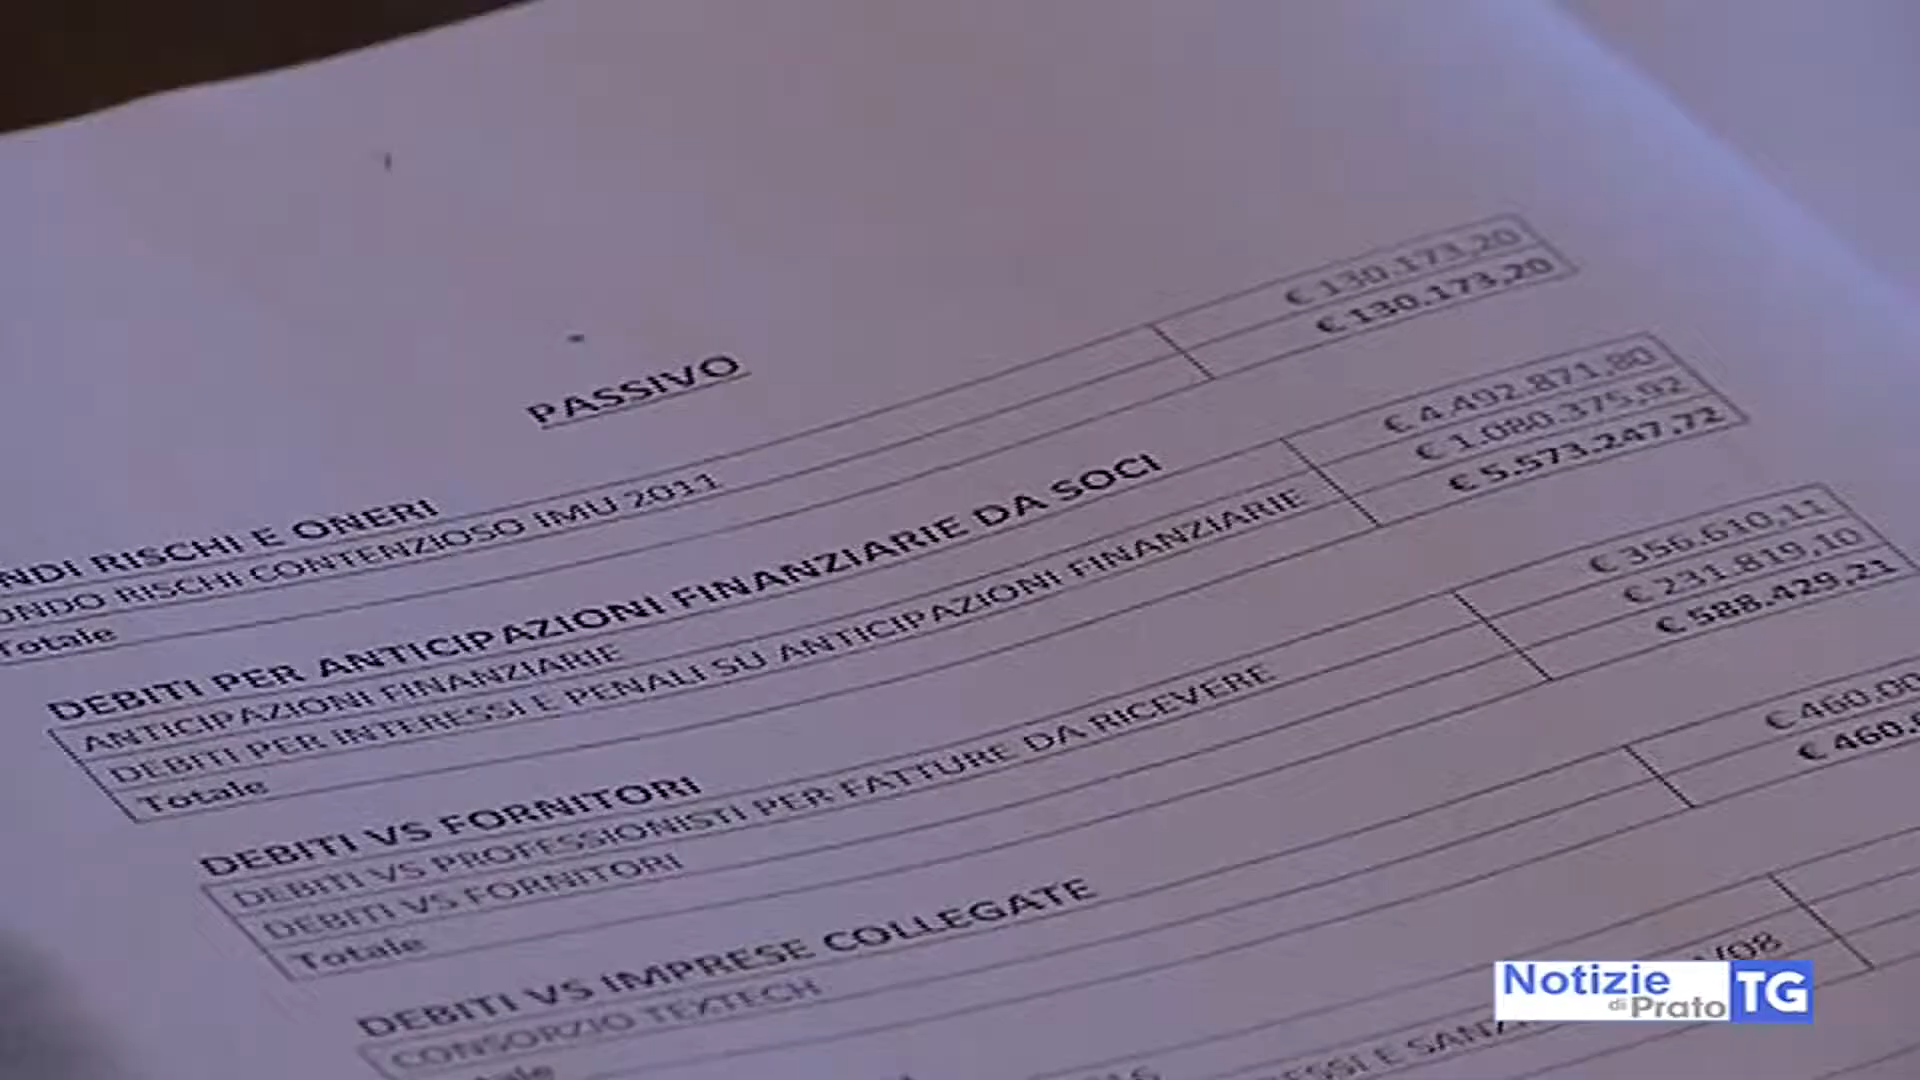 PASSIVO
NDI RISCHI E ONERI
ONDO RISCHI CONTENZIOSO IMU 2011 € 130.173,20
Totale € 130.173,20
DEBITI PER ANTICIPAZIONI FINANZIARIE DA SOCI
ANTICIPAZIONI FINANZIARIE € 4.492.871,80
DEBITI PER INTERESSI E PENALI SU ANTICIPAZIONI FINANZIARIE € 1.080.375,92
Totale € 5.573.247,72
DEBITI VS FORNITORI
DEBITI VS PROFESSIONISTI PER FATTURE DA RICEVERE € 356.610,11
DEBITI VS FORNITORI € 231.819,10
Totale € 588.429,21
DEBITI VS IMPRESE COLLEGATE
CONSORZIO TEXTECH € 460.00
tale € 460.
V08
ESSI E SANZ
Notizie
di Prato TG